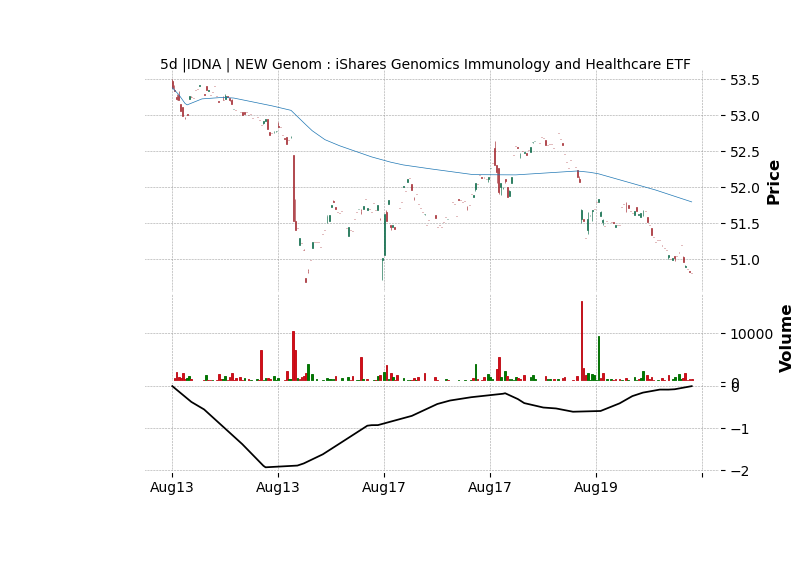 5d |IDNA | NEW Genom : iShares Genomics Immunology and Healthcare ETF
53.5
53.0
52.5
52.0
51.5
51.0
Price
10000
0
Volume
0
−1
−2
Aug13 Aug13 Aug17 Aug17 Aug19